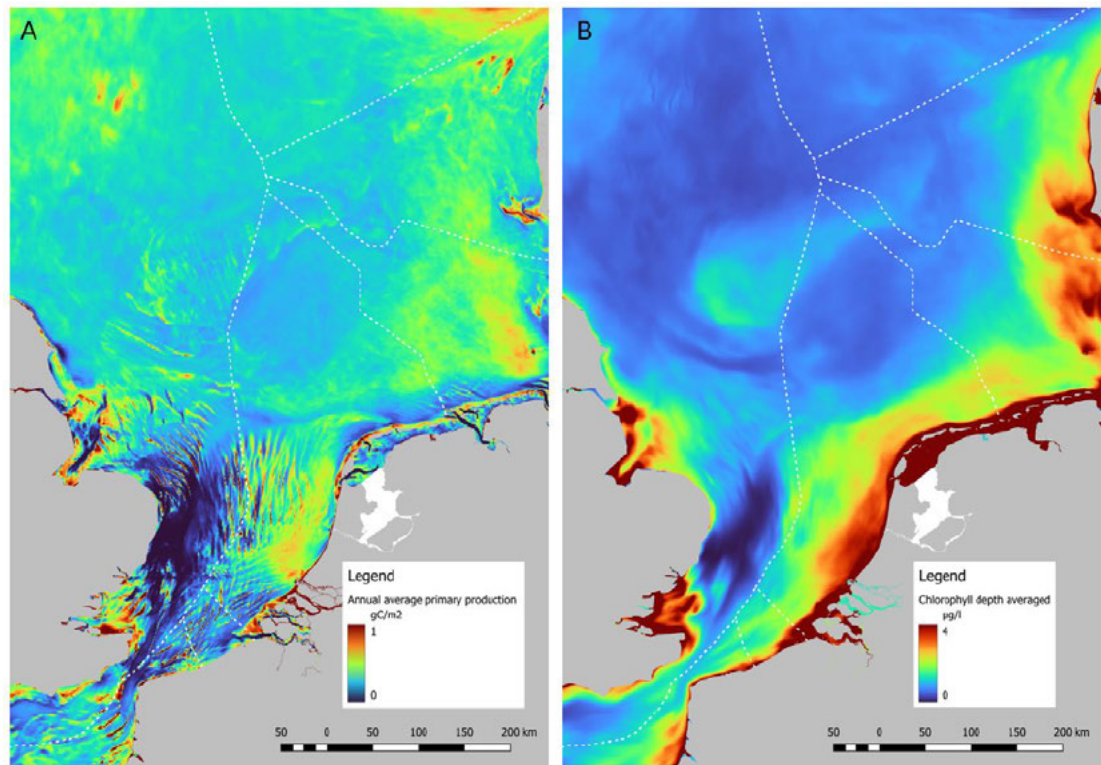 A
Legend
Annual average primary production
gC/m2
1
0
50 0 50 100 150 200 km
B
Legend
Chlorophyll depth averaged
µg/l
4
0
50 0 50 100 150 200 km